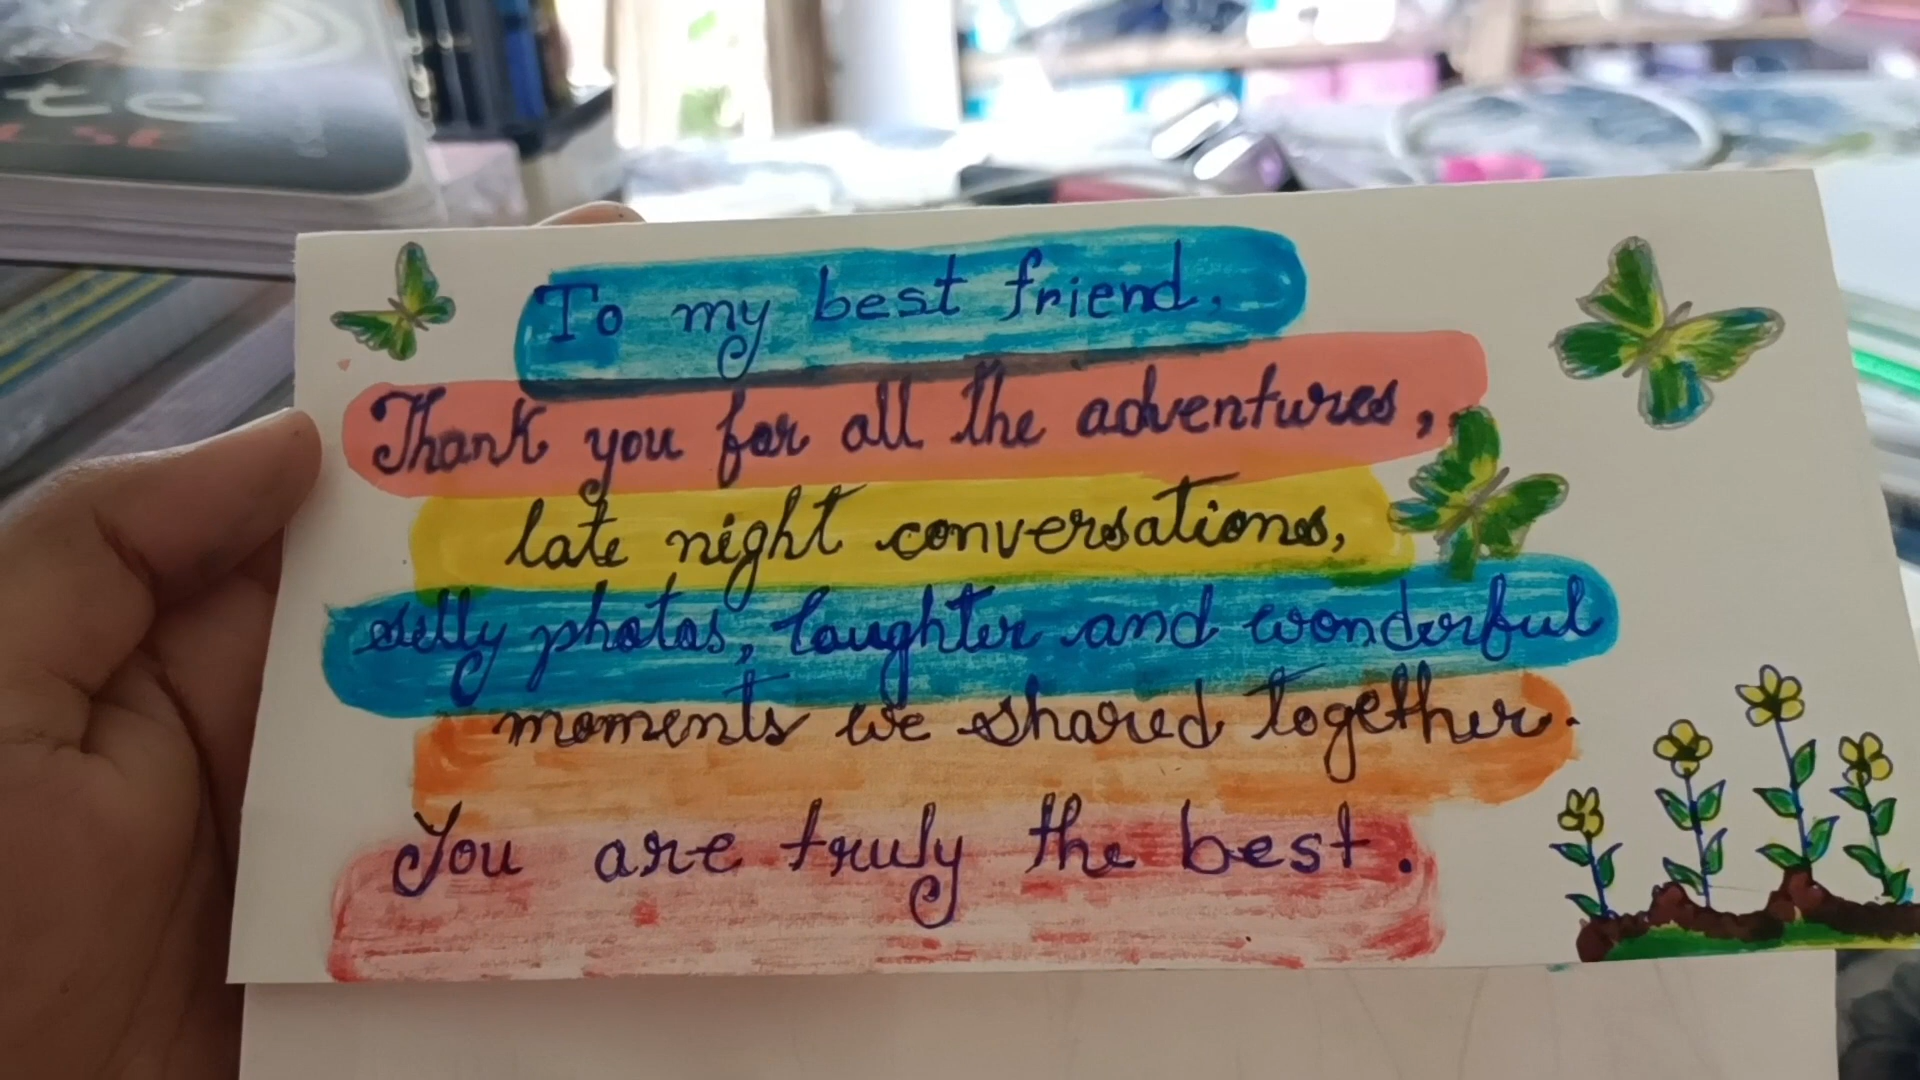 To my best friend,
Thank you for all the adventures,
late night conversations,
silly photos, laughter and wonderful
moments we shared together.
You are truly the best.